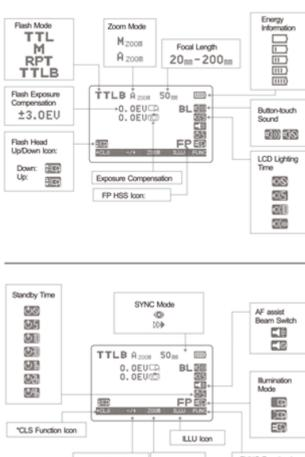 Flash Mode
TTL
M
RPT
TTLB
Zoom Mode
M ZOOM
A ZOOM
Focal Length
20mm-200mm
Energy
Information
Flash Exposure
Compensation
±3.0EU
Button-touch
Sound
Flash Head
Up/Down Icon:
Down:
Up:
LCD Lighting
Time
TTLB A ZOOM 50mm
0.0EV BL
0.0EV
FP
*CLS -/+ ZOOM ILLU FUNC
Exposure Compensation
FP HSS Icon:
Standby Time
SYNC Mode
AF assist
Beam Switch
TTLB A ZOOM 50mm
0.0EV BL
0.0EV
FP
*CLS -/+ ZOOM ILLU FUNC
Illumination
Mode
*CLS Function Icon
ILLU Icon